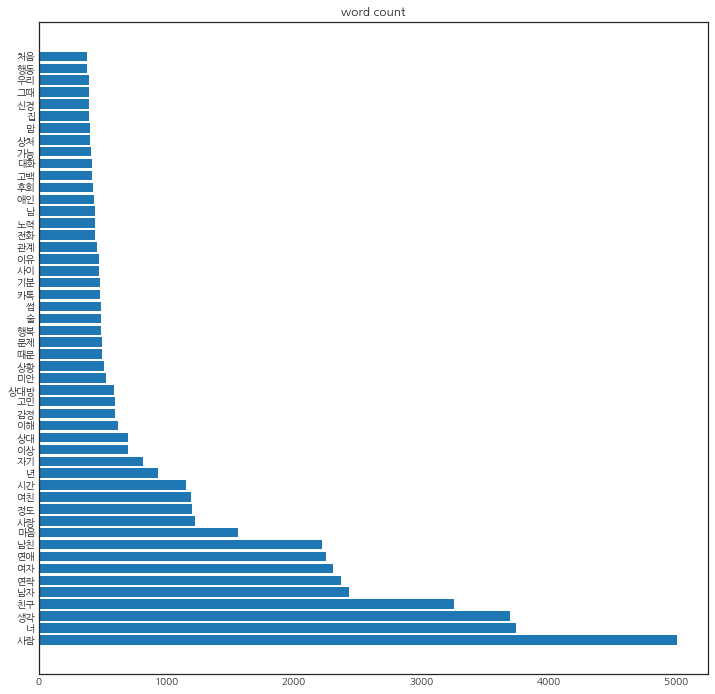 word count
처음
행동
우리
그때
신경
집
맘
상처
가능
대화
고백
후회
애인
남
노력
전화
관계
이유
사이
기분
카톡
썸
술
행복
문제
때문
상황
미안
상대방
고민
감정
이해
상대
이상
자기
년
시간
여친
정도
사랑
마음
남친
연애
여자
연락
남자
친구
생각
너
사람
0 1000 2000 3000 4000 5000